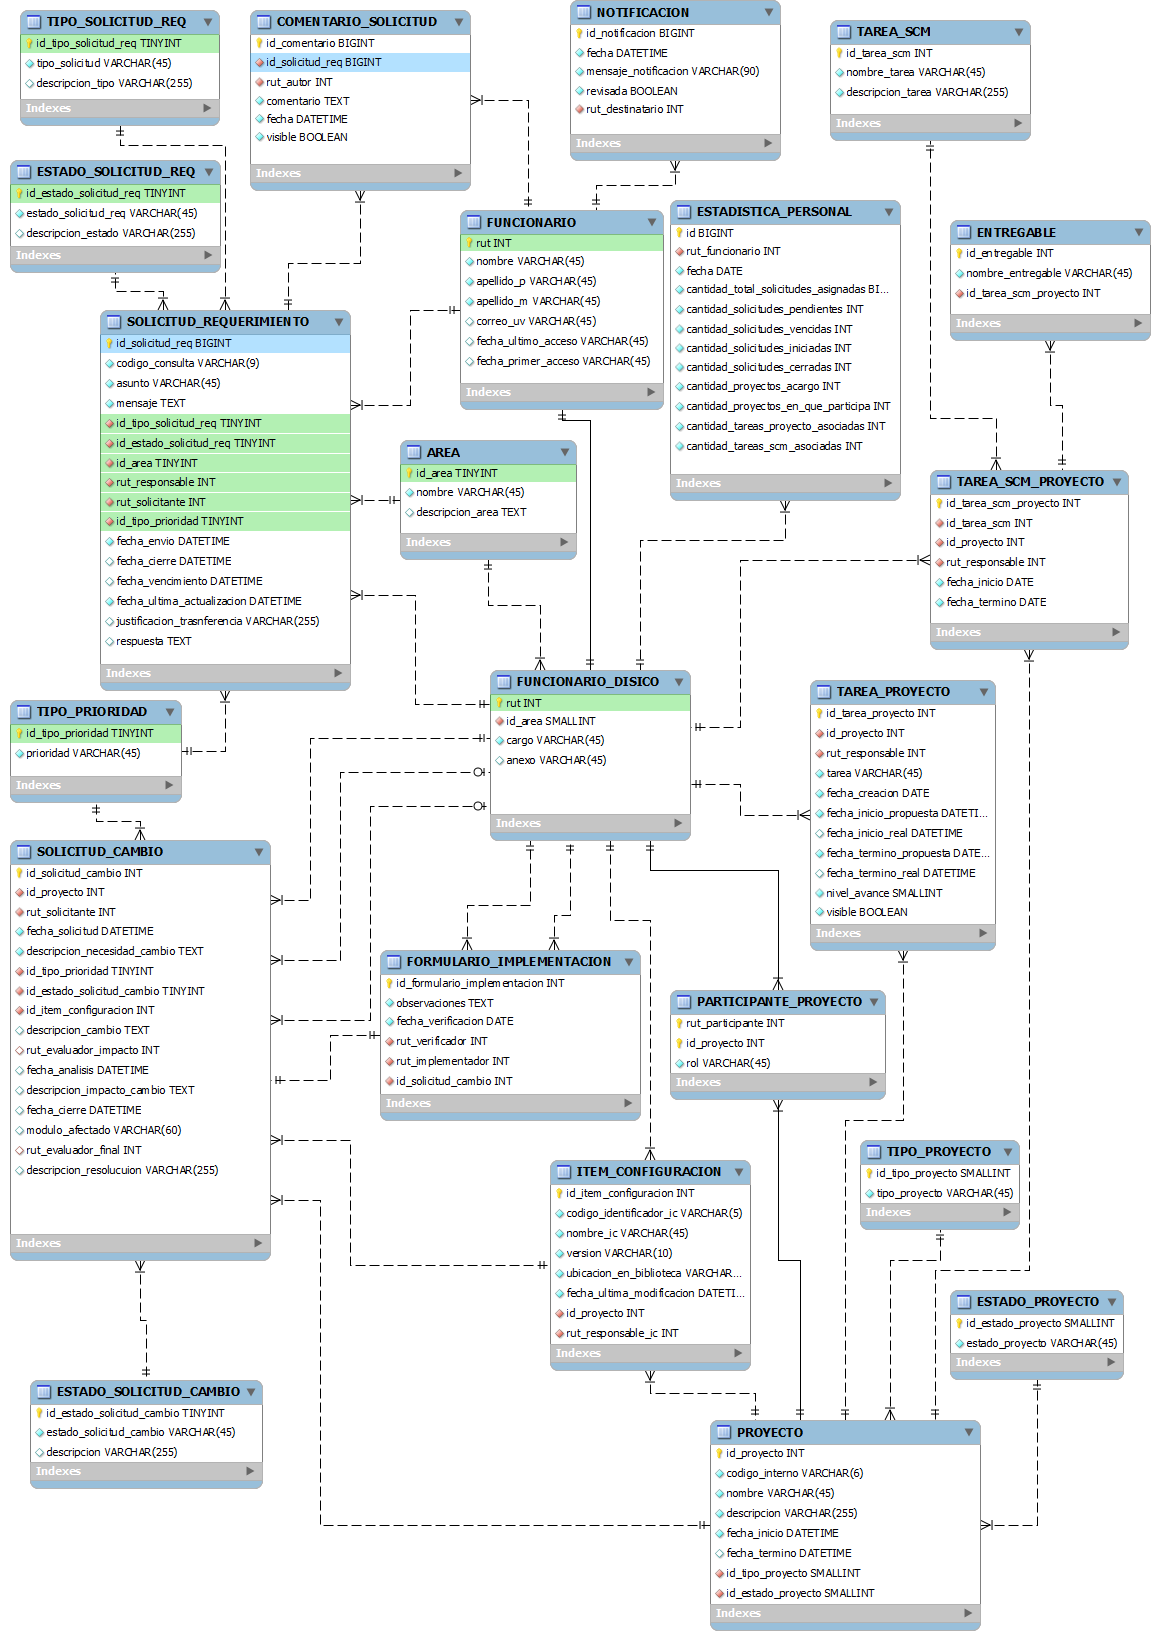 TIPO_SOLICITUD_REQ
id_tipo_solicitud_req TINYINT
tipo_solicitud VARCHAR(45)
descripcion_tipo VARCHAR(255)
Indexes
COMENTARIO_SOLICITUD
id_comentario BIGINT
id_solicitud_req BIGINT
rut_autor INT
comentario TEXT
fecha DATETIME
visible BOOLEAN
Indexes
NOTIFICACION
id_notificacion BIGINT
fecha DATETIME
mensaje_notificacion VARCHAR(90)
revisada BOOLEAN
rut_destinatario INT
Indexes
TAREA_SCM
id_tarea_scm INT
nombre_tarea VARCHAR(45)
descripcion_tarea VARCHAR(255)
Indexes
ESTADO_SOLICITUD_REQ
id_estado_solicitud_req TINYINT
estado_solicitud_req VARCHAR(45)
descripcion_estado VARCHAR(255)
Indexes
FUNCIONARIO
rut INT
nombre VARCHAR(45)
apellido_p VARCHAR(45)
apellido_m VARCHAR(45)
correo_uv VARCHAR(45)
fecha_ultimo_acceso VARCHAR(45)
fecha_primer_acceso VARCHAR(45)
Indexes
ESTADISTICA_PERSONAL
id BIGINT
rut_funcionario INT
fecha DATE
cantidad_total_solicitudes_asignadas BI...
cantidad_solicitudes_pendientes INT
cantidad_solicitudes_vencidas INT
cantidad_solicitudes_iniciadas INT
cantidad_solicitudes_cerradas INT
cantidad_proyectos_acargo INT
cantidad_proyectos_en_que_participa INT
cantidad_tareas_proyecto_asociadas INT
cantidad_tareas_scm_asociadas INT
Indexes
ENTREGABLE
id_entregable INT
nombre_entregable VARCHAR(45)
id_tarea_scm_proyecto INT
Indexes
SOLICITUD_REQUERIMIENTO
id_solicitud_req BIGINT
codigo_consulta VARCHAR(9)
asunto VARCHAR(45)
mensaje TEXT
id_tipo_solicitud_req TINYINT
id_estado_solicitud_req TINYINT
id_area TINYINT
rut_responsable INT
rut_solicitante INT
id_tipo_prioridad TINYINT
fecha_envio DATETIME
fecha_cierre DATETIME
fecha_vencimiento DATETIME
fecha_ultima_actualizacion DATETIME
justificacion_trasnferencia VARCHAR(255)
respuesta TEXT
Indexes
AREA
id_area TINYINT
nombre VARCHAR(45)
descripcion_area TEXT
Indexes
TAREA_SCM_PROYECTO
id_tarea_scm_proyecto INT
id_tarea_scm INT
id_proyecto INT
rut_responsable INT
fecha_inicio DATE
fecha_termino DATE
Indexes
FUNCIONARIO_DISICO
rut INT
id_area SMALLINT
cargo VARCHAR(45)
anexo VARCHAR(45)
Indexes
TAREA_PROYECTO
id_tarea_proyecto INT
id_proyecto INT
rut_responsable INT
tarea VARCHAR(45)
fecha_creacion DATE
fecha_inicio_propuesta DATETI...
fecha_inicio_real DATETIME
fecha_termino_propuesta DATE...
fecha_termino_real DATETIME
nivel_avance SMALLINT
visible BOOLEAN
Indexes
TIPO_PRIORIDAD
id_tipo_prioridad TINYINT
prioridad VARCHAR(45)
Indexes
SOLICITUD_CAMBIO
id_solicitud_cambio INT
id_proyecto INT
rut_solicitante INT
fecha_solicitud DATETIME
descripcion_necesidad_cambio TEXT
id_tipo_prioridad TINYINT
id_estado_solicitud_cambio TINYINT
id_item_configuracion INT
descripcion_cambio TEXT
rut_evaluador_impacto INT
fecha_analisis DATETIME
descripcion_impacto_cambio TEXT
fecha_cierre DATETIME
modulo_afectado VARCHAR(60)
rut_evaluador_final INT
descripcion_resolucuion VARCHAR(255)
Indexes
FORMULARIO_IMPLEMENTACION
id_formulario_implementacion INT
observaciones TEXT
fecha_verificacion DATE
rut_verificador INT
rut_implementador INT
id_solicitud_cambio INT
Indexes
PARTICIPANTE_PROYECTO
rut_participante INT
id_proyecto INT
rol VARCHAR(45)
Indexes
TIPO_PROYECTO
id_tipo_proyecto SMALLINT
tipo_proyecto VARCHAR(45)
Indexes
ITEM_CONFIGURACION
id_item_configuracion INT
codigo_identificador_ic VARCHAR(5)
nombre_ic VARCHAR(45)
version VARCHAR(10)
ubicacion_en_biblioteca VARCHAR...
fecha_ultima_modificacion DATETI...
id_proyecto INT
rut_responsable_ic INT
Indexes
ESTADO_PROYECTO
id_estado_proyecto SMALLINT
estado_proyecto VARCHAR(45)
Indexes
ESTADO_SOLICITUD_CAMBIO
id_estado_solicitud_cambio TINYINT
estado_solicitud_cambio VARCHAR(45)
descripcion VARCHAR(255)
Indexes
PROYECTO
id_proyecto INT
codigo_interno VARCHAR(6)
nombre VARCHAR(45)
descripcion VARCHAR(255)
fecha_inicio DATETIME
fecha_termino DATETIME
id_tipo_proyecto SMALLINT
id_estado_proyecto SMALLINT
Indexes